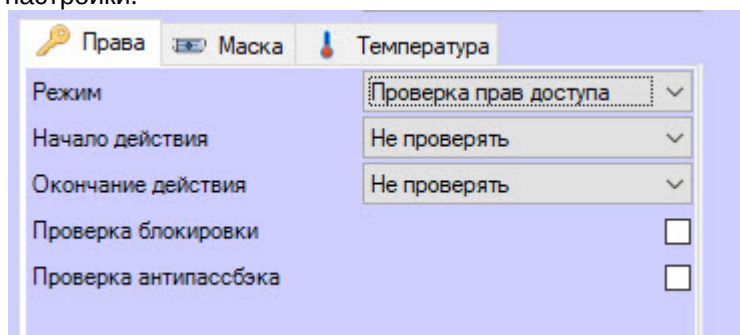 настройки.
Права Маска Температура
Режим Проверка прав доступа
Начало действия Не проверять
Окончание действия Не проверять
Проверка блокировки
Проверка антипассбэка